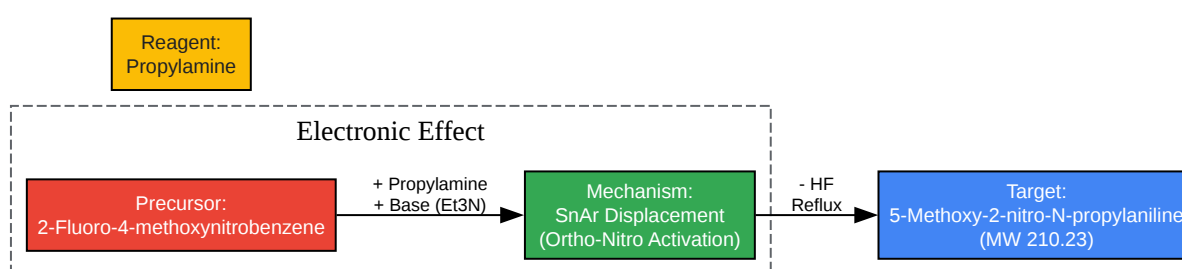 Reagent:
Propylamine
Electronic Effect
Precursor:
2-Fluoro-4-methoxynitrobenzene
+ Propylamine
+ Base (Et3N)
Mechanism:
SnAr Displacement
(Ortho-Nitro Activation)
- HF
Reflux
Target:
5-Methoxy-2-nitro-N-propylaniline
(MW 210.23)